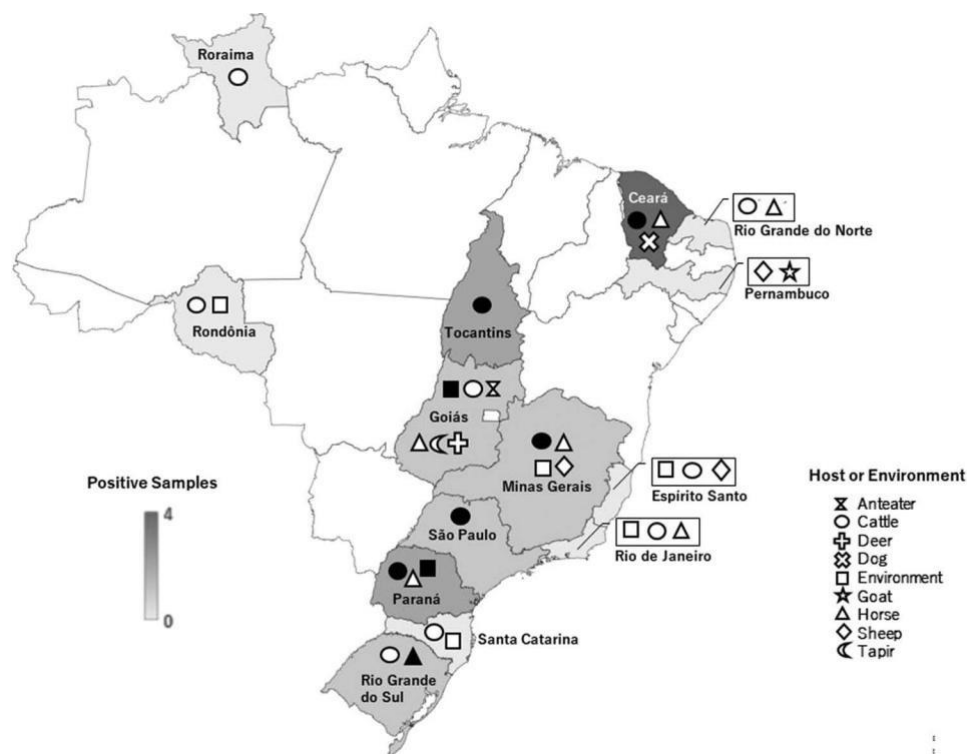 Roraima
Ceará
Rio Grande do Norte
Pernambuco
Rondônia
Tocantins
Goiás
Minas Gerais
Espírito Santo
São Paulo
Rio de Janeiro
Paraná
Santa Catarina
Rio Grande
do Sul
Positive Samples
4
0
Host or Environment
Anteater
Cattle
Deer
Dog
Environment
Goat
Horse
Sheep
Tapir